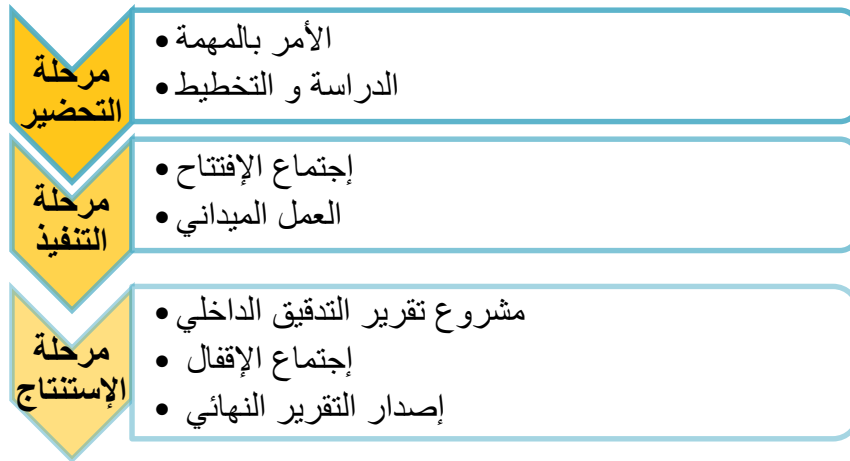 مرحلة
التحضير
• الأمر بالمهمة
• الدراسة و التخطيط
مرحلة
التنفيذ
• إجتماع الإفتتاح
• العمل الميداني
مرحلة
الإستنتاج
• مشروع تقرير التدقيق الداخلي
• إجتماع الإقفال
• إصدار التقرير النهائي